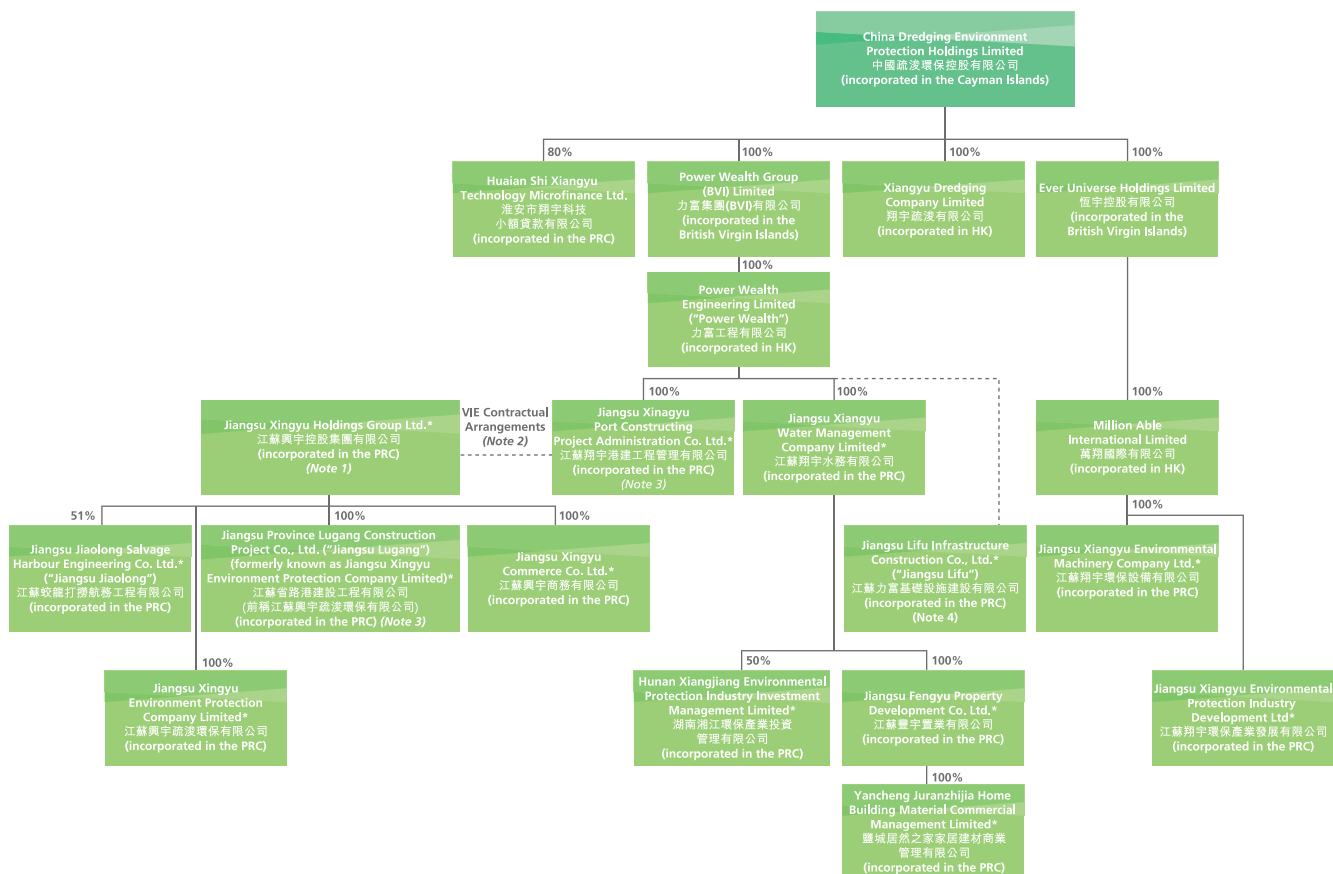 China Dredging Environment
Protection Holdings Limited
中國疏浚環保控股有限公司
(incorporated in the Cayman Islands)
80%
100%
100%
100%
Huaian Shi Xiangyu
Technology Microfinance Ltd.
淮安市翔宇科技
小額貸款有限公司
(incorporated in the PRC)
Power Wealth Group
(BVI) Limited
力富集團(BVI)有限公司
(incorporated in the
British Virgin Islands)
Xiangyu Dredging
Company Limited
翔宇疏浚有限公司
(incorporated in HK)
Ever Universe Holdings Limited
恆宇控股有限公司
(incorporated in the
British Virgin Islands)
100%
Power Wealth
Engineering Limited
("Power Wealth")
力富工程有限公司
(incorporated in HK)
100%
100%
Jiangsu Xingyu Holdings Group Ltd.*
江蘇興宇控股集團有限公司
(incorporated in the PRC)
(Note 1)
VIE Contractual
Arrangements
(Note 2)
Jiangsu Xinagyu
Port Constructing
Project Administration Co. Ltd.*
江蘇翔宇港建工程管理有限公司
(incorporated in the PRC)
(Note 3)
Jiangsu Xiangyu
Water Management
Company Limited*
江蘇翔宇水務有限公司
(incorporated in the PRC)
Million Able
International Limited
萬翔國際有限公司
(incorporated in HK)
51%
100%
100%
100%
Jiangsu Jiaolong Salvage
Harbour Engineering Co. Ltd.*
("Jiangsu Jiaolong")
江蘇蛟龍打撈航務工程有限公司
(incorporated in the PRC)
Jiangsu Province Lugang Construction
Project Co., Ltd. ("Jiangsu Lugang")
(formerly known as Jiangsu Xingyu
Environment Protection Company Limited)*
江蘇省路港建設工程有限公司
(前稱江蘇興宇疏浚環保有限公司)
(incorporated in the PRC) (Note 3)
Jiangsu Xingyu
Commerce Co. Ltd.*
江蘇興宇商務有限公司
(incorporated in the PRC)
Jiangsu Lifu Infrastructure
Construction Co., Ltd.*
("Jiangsu Lifu")
江蘇力富基礎設施建設有限公司
(incorporated in the PRC)
(Note 4)
Jiangsu Xiangyu Environmental
Machinery Company Ltd.*
江蘇翔宇環保設備有限公司
(incorporated in the PRC)
100%
50%
100%
Jiangsu Xingyu
Environment Protection
Company Limited*
江蘇興宇疏浚環保有限公司
(incorporated in the PRC)
Hunan Xiangjiang Environmental
Protection Industry Investment
Management Limited*
湖南湘江環保產業投資
管理有限公司
(incorporated in the PRC)
Jiangsu Fengyu Property
Development Co. Ltd.*
江蘇豐宇置業有限公司
(incorporated in the PRC)
Jiangsu Xiangyu Environmental
Protection Industry
Development Ltd*
江蘇翔宇環保產業發展有限公司
(incorporated in the PRC)
100%
Yancheng Juranzhijia Home
Building Material Commercial
Management Limited*
鹽城居然之家家居建材商業
管理有限公司
(incorporated in the PRC)